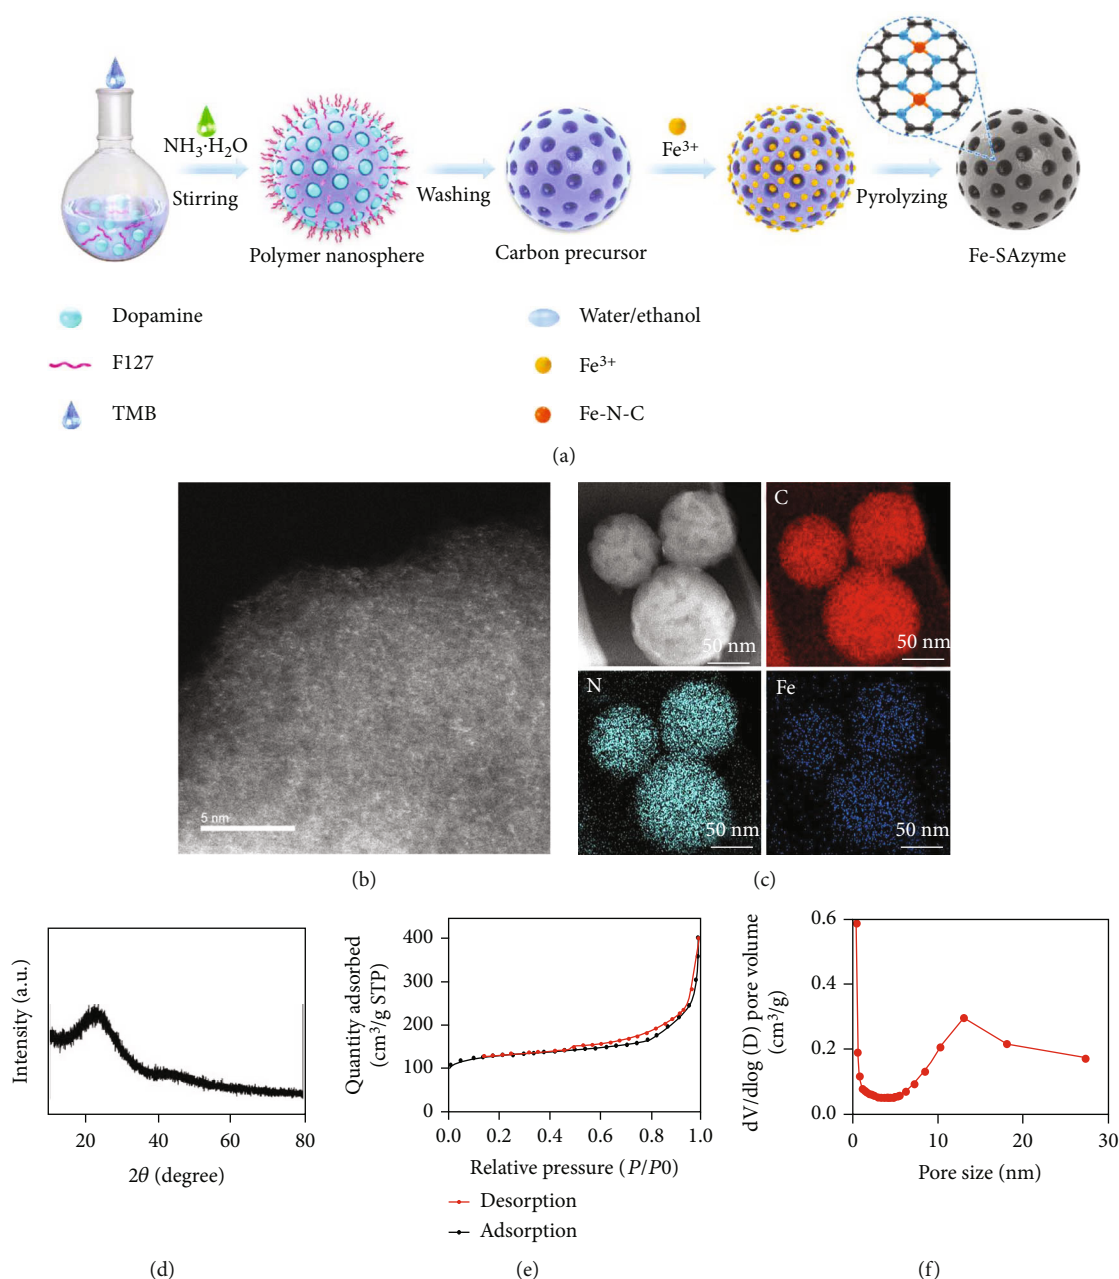 NH₃·H₂O
Stirring
Polymer nanosphere
Washing
Carbon precursor
Fe³⁺
Pyrolyzing
Fe-SAzyme
Dopamine
Water/ethanol
F127
Fe³⁺
TMB
Fe-N-C
(a)
5 nm
(b)
50 nm
C
50 nm
N
50 nm
Fe
50 nm
(c)
Intensity (a.u.)
20
40
60
80
2θ (degree)
(d)
Quantity adsorbed
(cm³/g STP)
400
300
200
100
0
0.0
0.2
0.4
0.6
0.8
1.0
Relative pressure (P/P0)
Desorption
Adsorption
(e)
dV/dlog (D) pore volume
(cm³/g)
0.6
0.4
0.2
0.0
0
10
20
30
Pore size (nm)
(f)